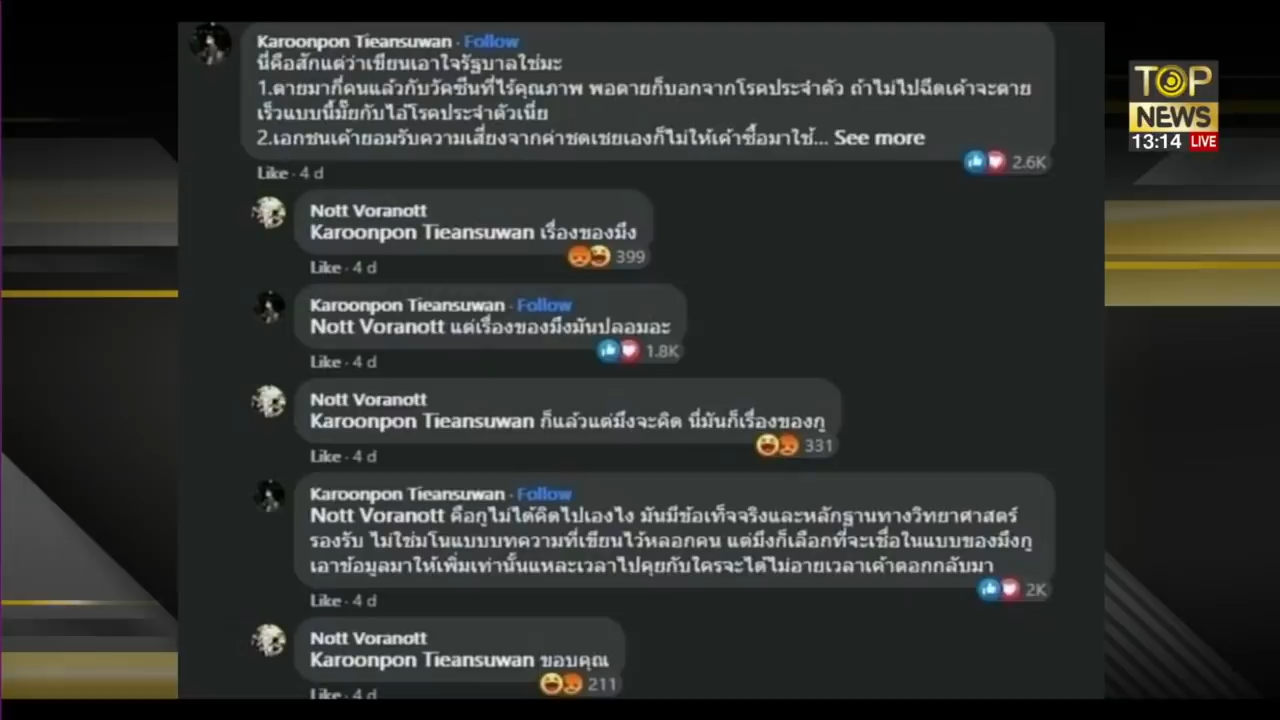 Karoonpon Tieansuwan · Follow
นี่คือสักแต่ว่าเขียนเอาใจรัฐบาลใช่มะ
1.ตายมากี่คนแล้วกับวัคซีนที่ไร้คุณภาพ พอตายก็บอกจากโรคประจำตัว ถ้าไม่ไปฉีดเค้าจะตาย
เร็วแบบนี้มั๊ยกับไอ้โรคประจำตัวเนี่ย
2.เอกชนเค้ายอมรับความเสี่ยงจากค่าชดเชยเองก็ไม่ให้เค้าซื้อมาใช้... See more
2.6K
Like · 4 d
Nott Voranott
Karoonpon Tieansuwan เรื่องของมึง
399
Like · 4 d
Karoonpon Tieansuwan · Follow
Nott Voranott แต่เรื่องของมึงมันปลอมอะ
1.8K
Like · 4 d
Nott Voranott
Karoonpon Tieansuwan ก็แล้วแต่มึงจะคิด นี่มันก็เรื่องของกู
331
Like · 4 d
Karoonpon Tieansuwan · Follow
Nott Voranott คือกูไม่ได้คิดไปเองไง มันมีข้อเท็จจริงและหลักฐานทางวิทยาศาสตร์
รองรับ ไม่ใช่มโนแบบบทความที่เขียนไว้หลอกคน แต่มึงก็เลือกที่จะเชื่อในแบบของมึงกู
เอาข้อมูลมาให้เพิ่มเท่านั้นแหละเวลาไปคุยกับใครจะได้ไม่อายเวลาเค้าตอกกลับมา
2K
Like · 4 d
Nott Voranott
Karoonpon Tieansuwan ขอบคุณ
211
Like · 4 d
TOP
NEWS
13:14 LIVE